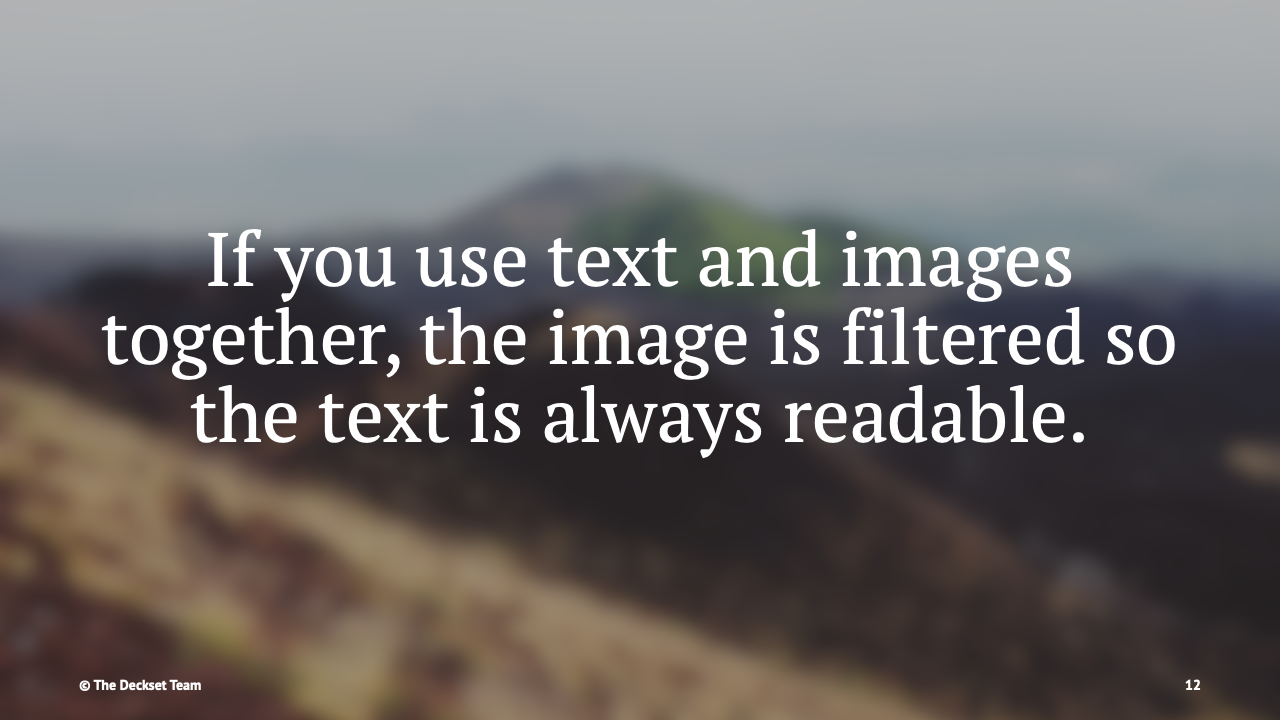 If you use text and images
together, the image is filtered so
the text is always readable.
© The Deckset Team
12